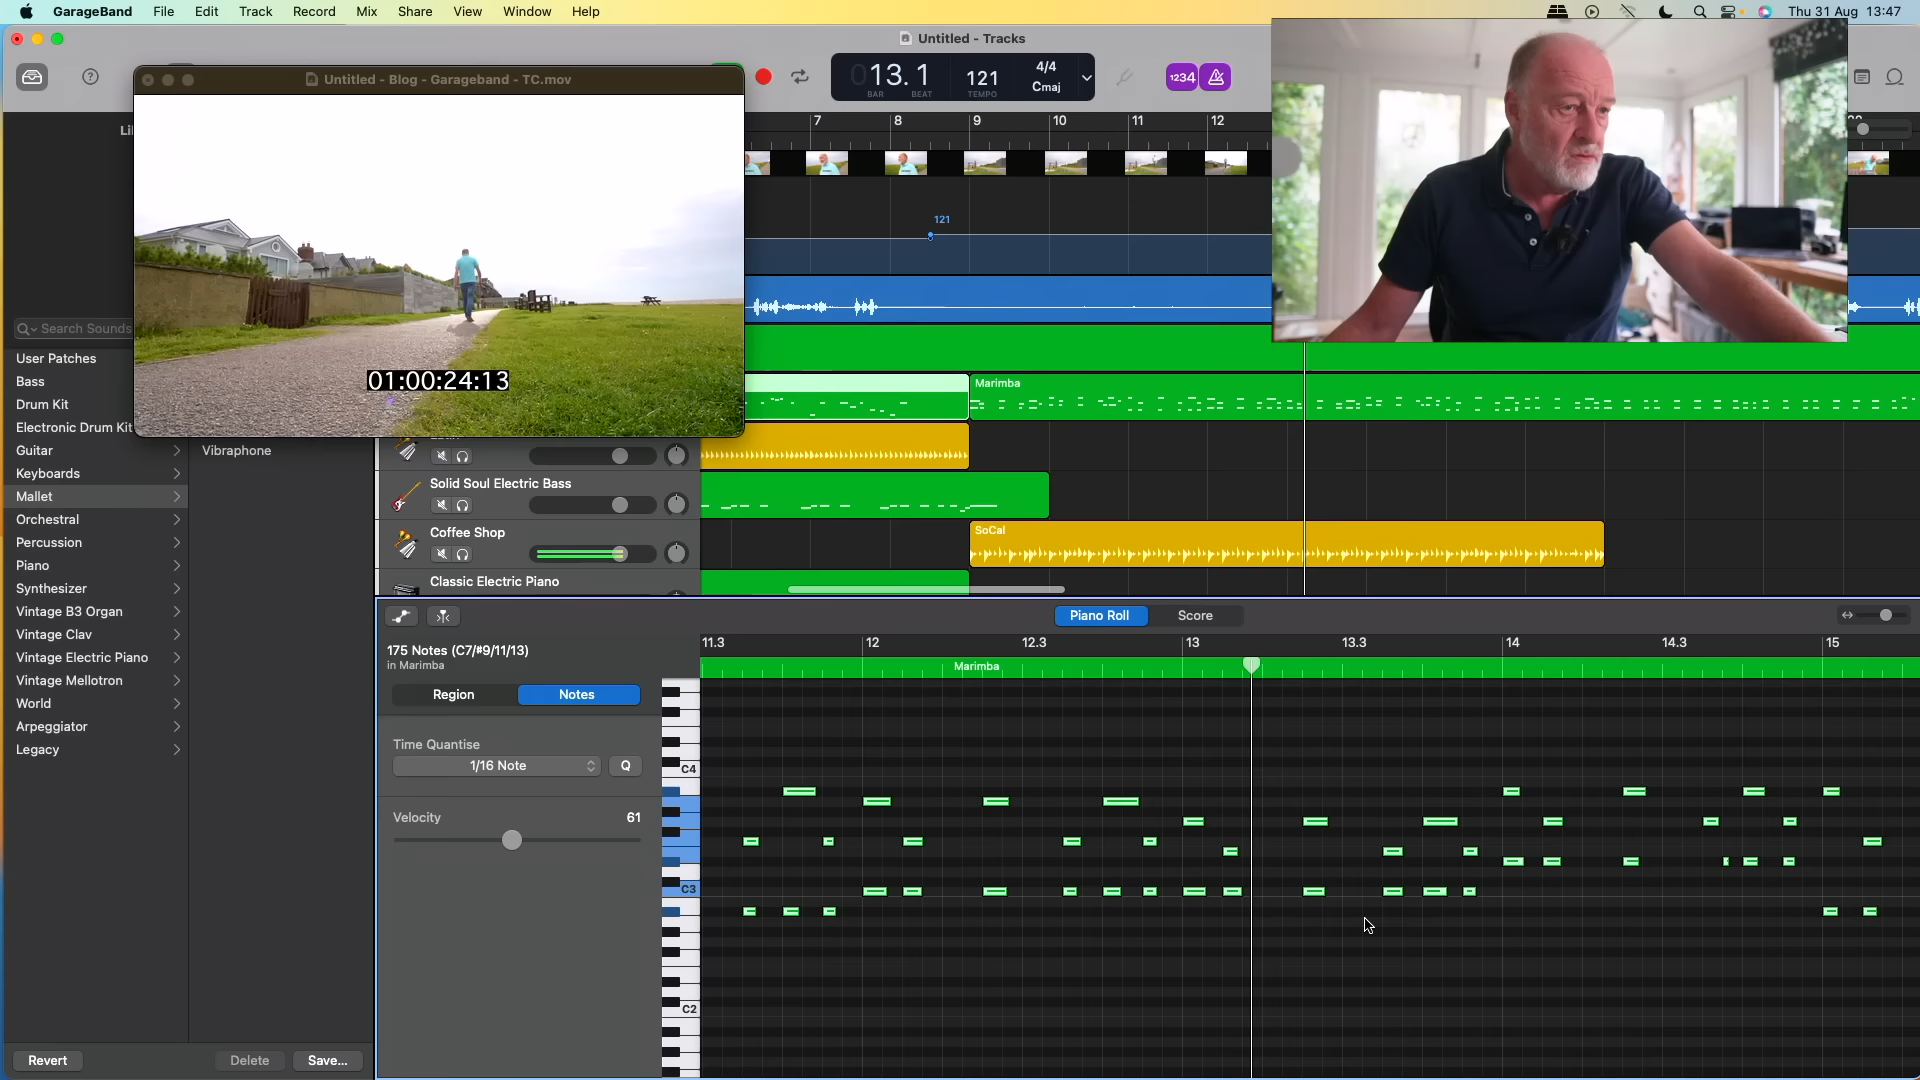 GarageBand File Edit Track Record Mix Share View Window Help Thu 31 Aug 13:47
Untitled - Tracks
Untitled - Blog - Garageband - TC.mov
013.1 121 4/4 Cmaj
BAR BEAT TEMPO
1234
Li
7 8 9 10 11 12
121
Search Sounds
01:00:24:13
User Patches
Bass
Drum Kit
Electronic Drum Kit
Guitar
Keyboards
Mallet
Orchestral
Percussion
Piano
Synthesizer
Vintage B3 Organ
Vintage Clav
Vintage Electric Piano
Vintage Mellotron
World
Arpeggiator
Legacy
Vibraphone
Marimba
Solid Soul Electric Bass
Coffee Shop
SoCal
Classic Electric Piano
Piano Roll Score
175 Notes (C7/#9/11/13)
in Marimba
Region Notes
Time Quantise
1/16 Note Q
Velocity 61
11.3 12 12.3 13 13.3 14 14.3 15
Marimba
C4
C3
C2
Revert Delete Save...